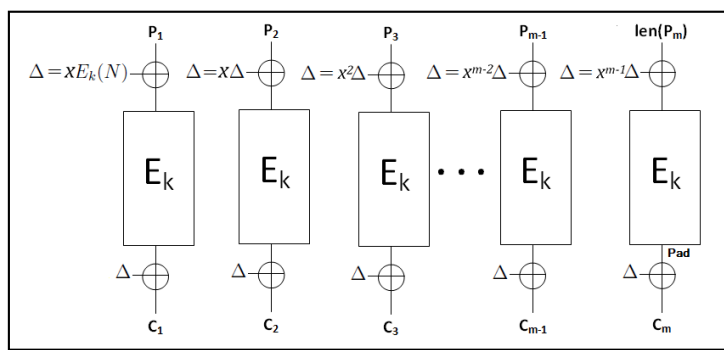 P₁ P₂ P₃ Pₘ₋₁ len(Pₘ)
Δ = xEₖ(N) Δ=xΔ Δ = x²Δ Δ = xᵐ⁻²Δ Δ = xᵐ⁻¹Δ
Eₖ Eₖ Eₖ • • • Eₖ Eₖ
Pad
Δ Δ Δ Δ Δ
C₁ C₂ C₃ Cₘ₋₁ Cₘ